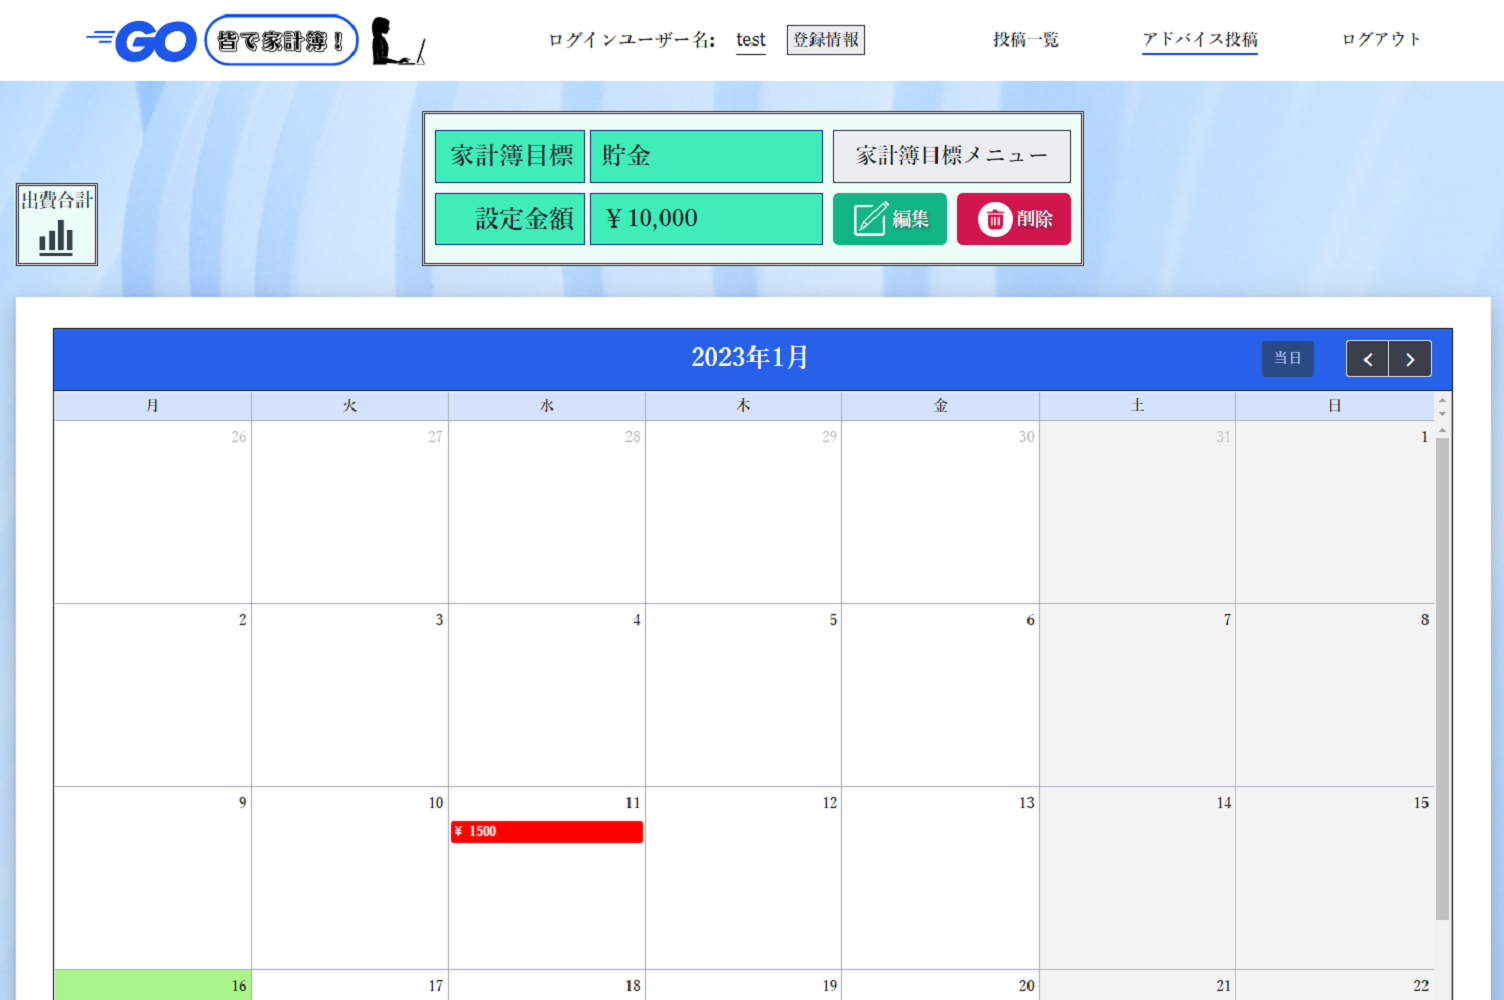 GO 皆で家計簿！ ログインユーザー名: test 登録情報 投稿一覧 アドバイス投稿 ログアウト
家計簿目標 貯金 家計簿目標メニュー
出費合計
設定金額 ￥10,000 編集 削除
2023年1月 当日
月 火 水 木 金 土 日
26 27 28 29 30 31 1
2 3 4 5 6 7 8
9 10 11 12 13 14 15
¥ 1500
16 17 18 19 20 21 22